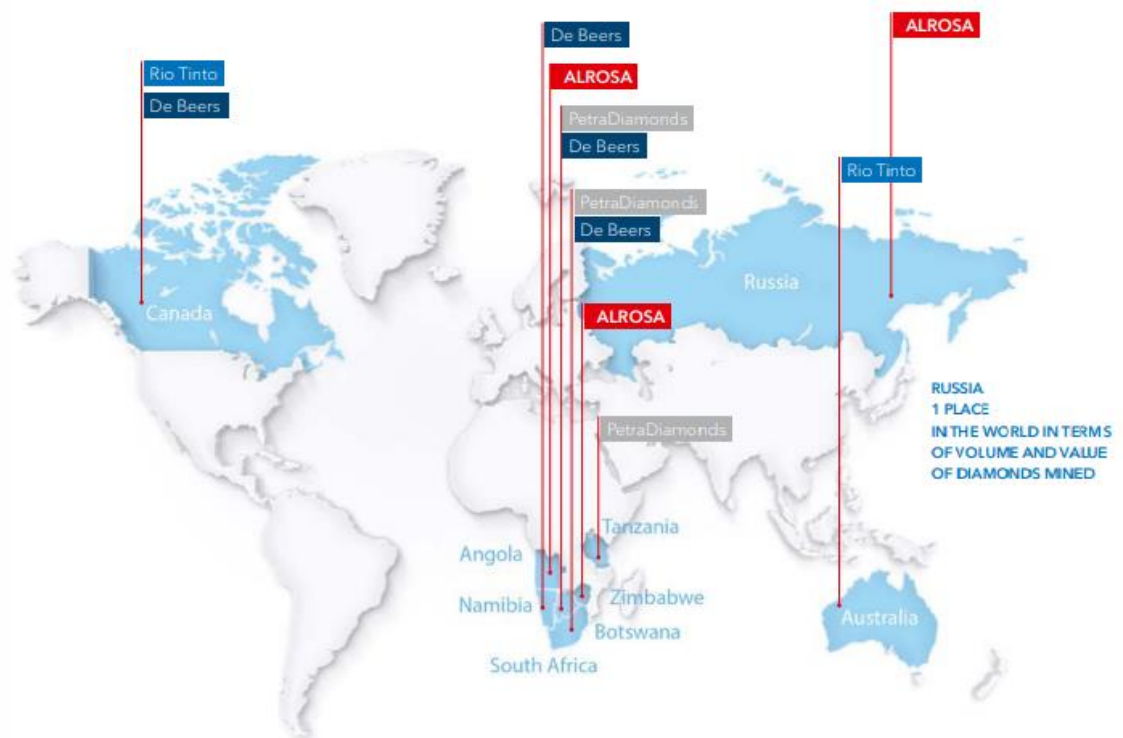 ALROSA
De Beers
Rio Tinto
De Beers
ALROSA
PetraDiamonds
De Beers
Rio Tinto
PetraDiamonds
De Beers
Russia
Canada
ALROSA
RUSSIA
1 PLACE
IN THE WORLD IN TERMS
OF VOLUME AND VALUE
OF DIAMONDS MINED
PetraDiamonds
Tanzania
Angola
Namibia
Zimbabwe
Australia
Botswana
South Africa